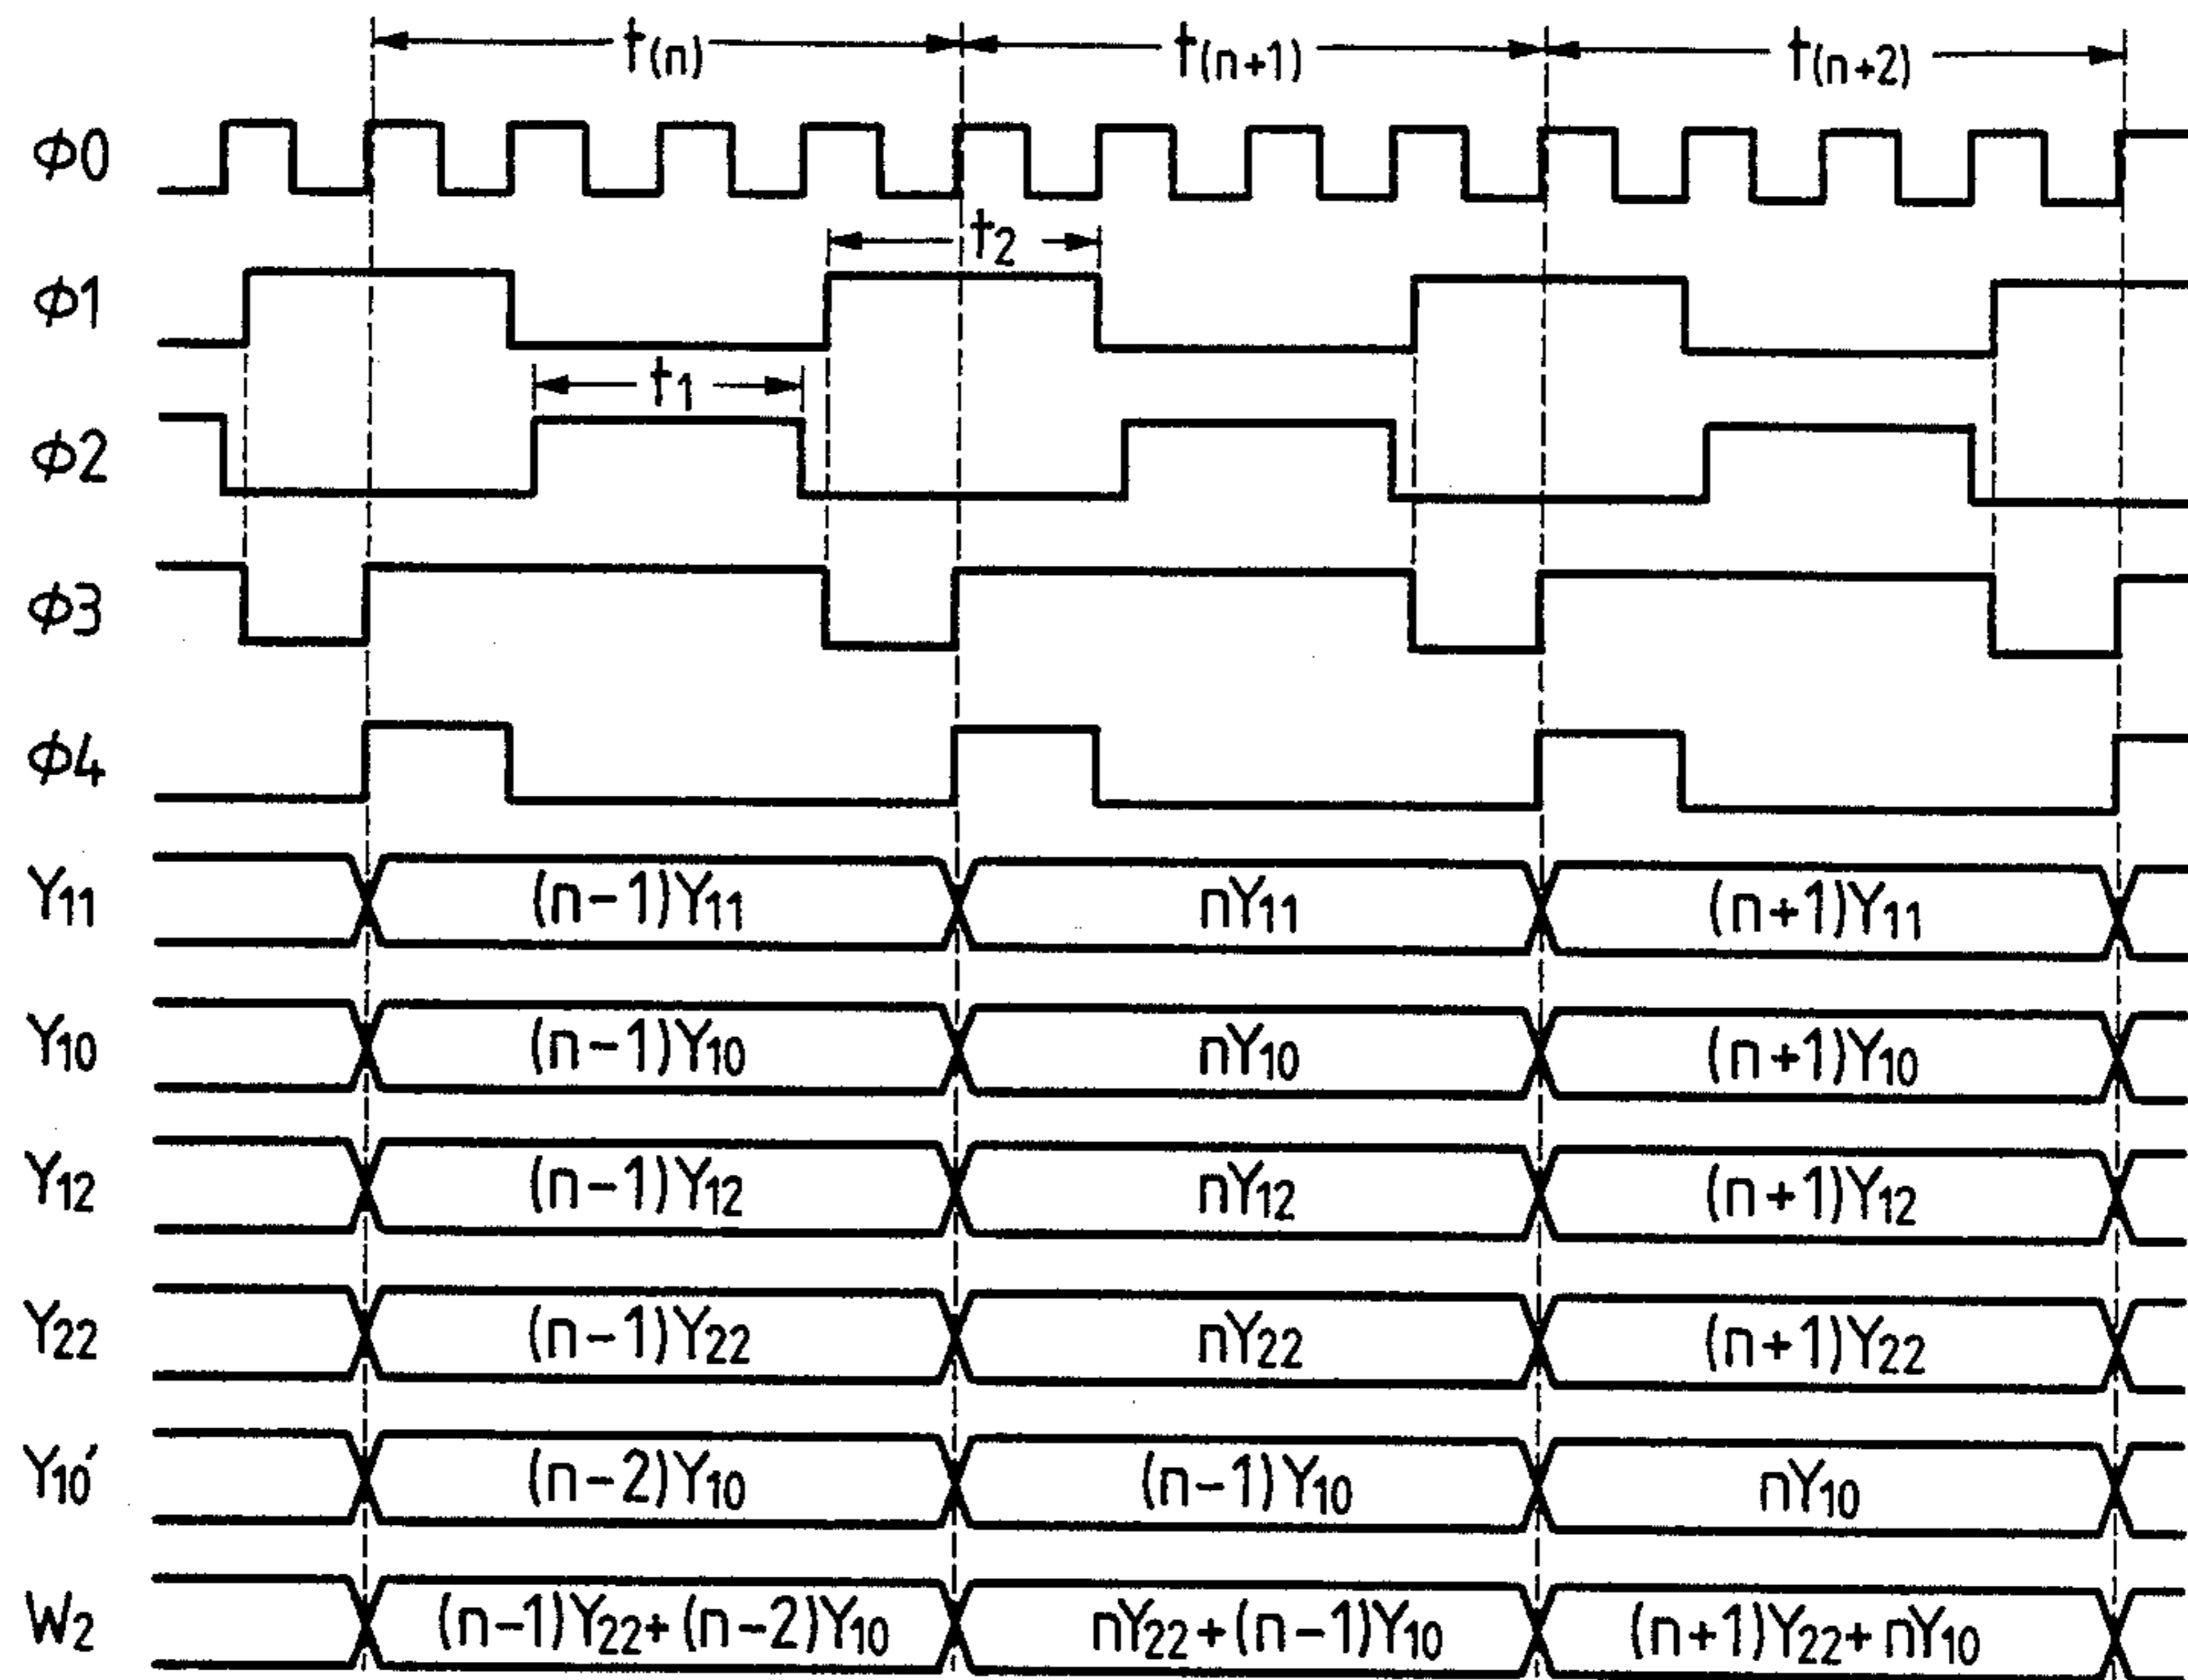 t(n) t(n+1) t(n+2)
ϕ0
t2
ϕ1
t1
ϕ2
ϕ3
ϕ4
Y11 (n-1)Y11 nY11 (n+1)Y11
Y10 (n-1)Y10 nY10 (n+1)Y10
Y12 (n-1)Y12 nY12 (n+1)Y12
Y22 (n-1)Y22 nY22 (n+1)Y22
Y10′ (n-2)Y10 (n-1)Y10 nY10
W2 (n-1)Y22+(n-2)Y10 nY22+(n-1)Y10 (n+1)Y22+nY10